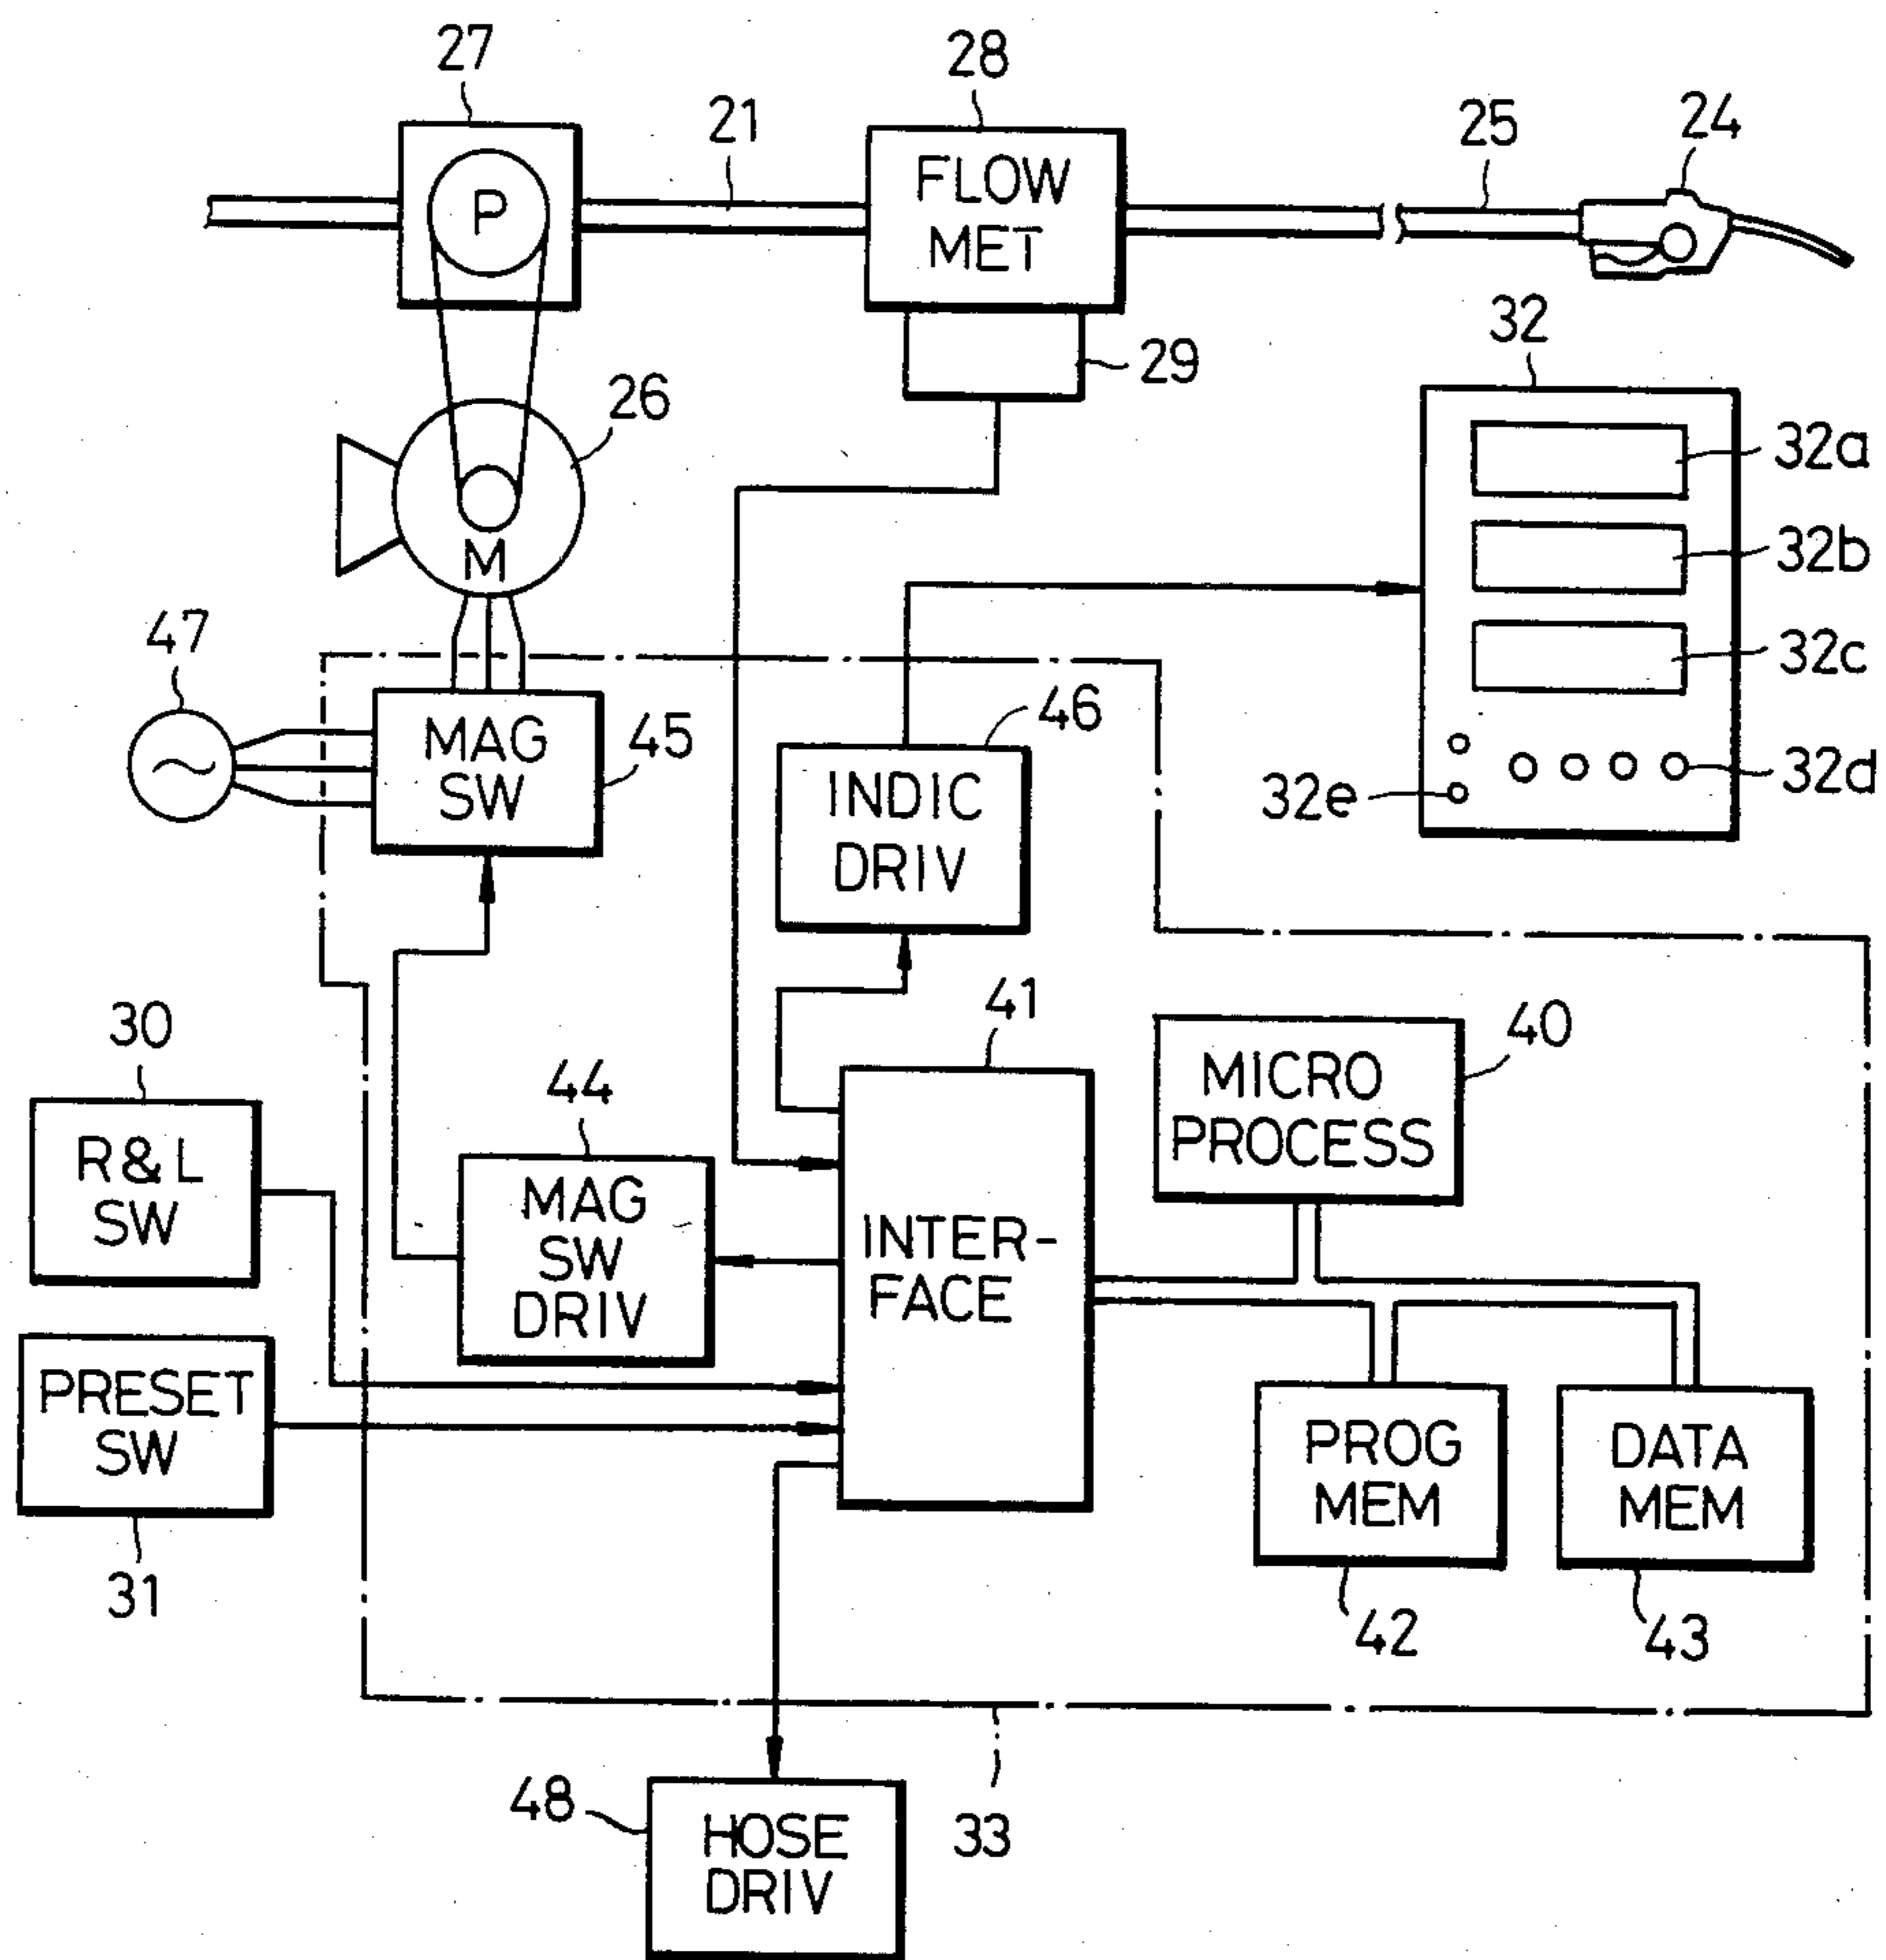 27
28
21
25
24
P
FLOW
MET
29
32
26
32a
M
32b
47
32c
46
MAG
SW
45
INDIC
DRIV
32d
32e
41
40
30
44
MICRO
PROCESS
R&L
SW
MAG
SW
DRIV
INTER-
FACE
PRESET
SW
PROG
MEM
DATA
MEM
31
42
43
48
33
HOSE
DRIV